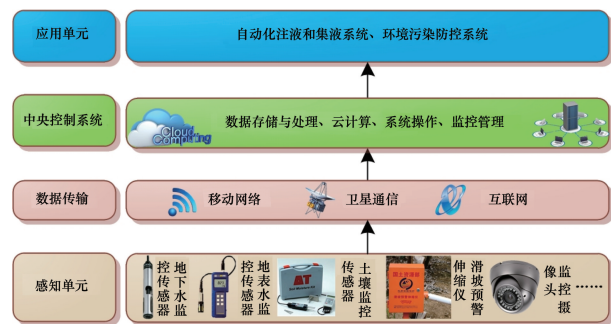 应用单元
自动化注液和集液系统、环境污染防控系统
中央控制系统
Cloud
Computing
数据存储与处理、云计算、系统操作、监控管理
数据传输
移动网络
卫星通信
互联网
感知单元
地下水监
控传感器
地表水监
控传感器
土壤监控
传感器
滑坡预警
伸缩仪
监控摄
像头
……